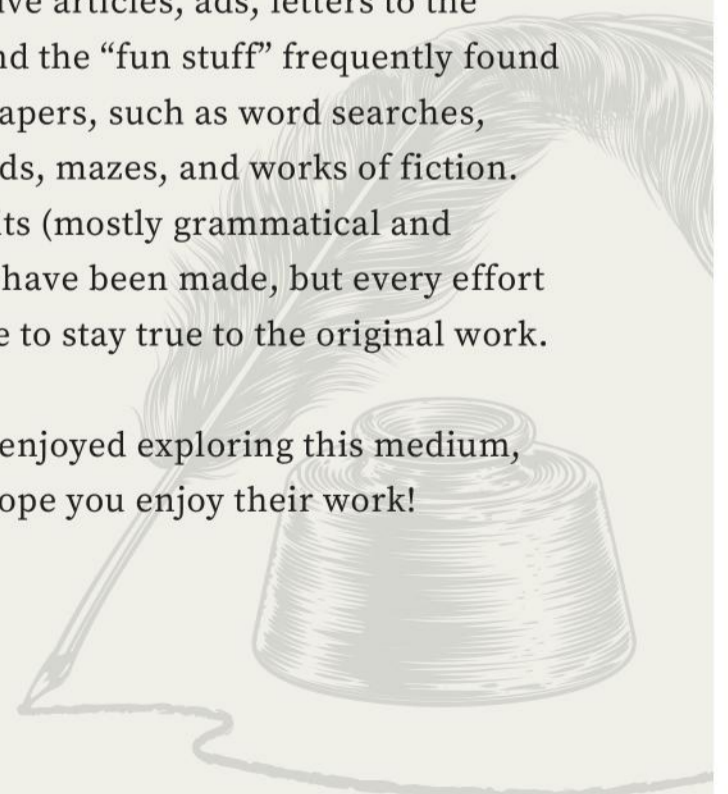 ve articles, ads, letters to the
nd the “fun stuff” frequently found
apers, such as word searches,
ds, mazes, and works of fiction.
ts (mostly grammatical and
have been made, but every effort
e to stay true to the original work.
enjoyed exploring this medium,
ope you enjoy their work!